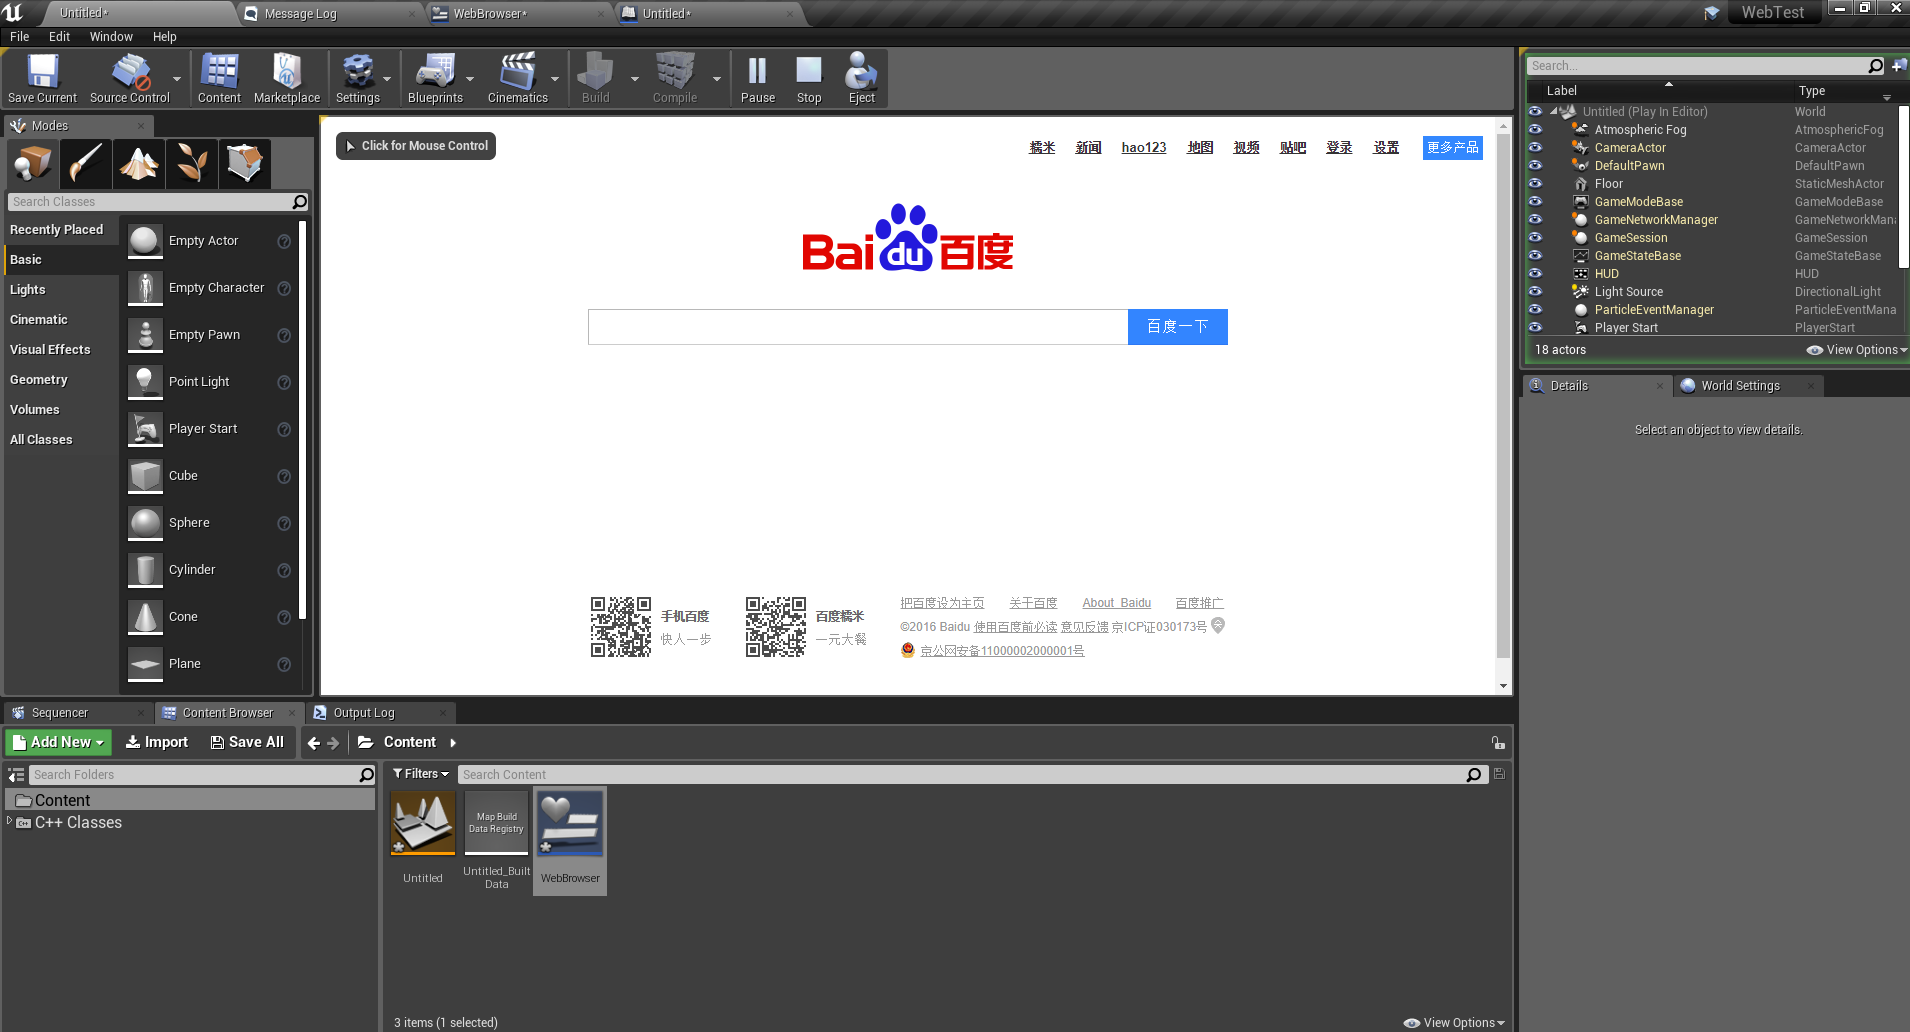 Untitled*
Message Log
WebBrowser*
Untitled*
WebTest
File Edit Window Help
Save Current
Source Control
Content
Marketplace
Settings
Blueprints
Cinematics
Build
Compile
Pause
Stop
Eject
Modes
Search Classes
Recently Placed
Basic
Lights
Cinematic
Visual Effects
Geometry
Volumes
All Classes
Empty Actor
Empty Character
Empty Pawn
Point Light
Player Start
Cube
Sphere
Cylinder
Cone
Plane
Click for Mouse Control
糯米 新闻 hao123 地图 视频 贴吧 登录 设置 更多产品
Bai du 百度
百度一下
手机百度
快人一步
百度糯米
一元大餐
把百度设为主页 关于百度 About Baidu 百度推广
©2016 Baidu 使用百度前必读 意见反馈 京ICP证030173号
京公网安备11000002000001号
Search...
Label Type
Untitled (Play In Editor) World
Atmospheric Fog AtmosphericFog
CameraActor CameraActor
DefaultPawn DefaultPawn
Floor StaticMeshActor
GameModeBase GameModeBase
GameNetworkManager GameNetworkMana
GameSession GameSession
GameStateBase GameStateBase
HUD HUD
Light Source DirectionalLight
ParticleEventManager ParticleEventMana
Player Start PlayerStart
18 actors View Options
Details
World Settings
Select an object to view details.
Sequencer
Content Browser
Output Log
Add New Import Save All Content
Search Folders
Content
C++ Classes
Filters Search Content
Map Build
Data Registry
Untitled
Untitled_Built
Data
WebBrowser
3 items (1 selected) View Options